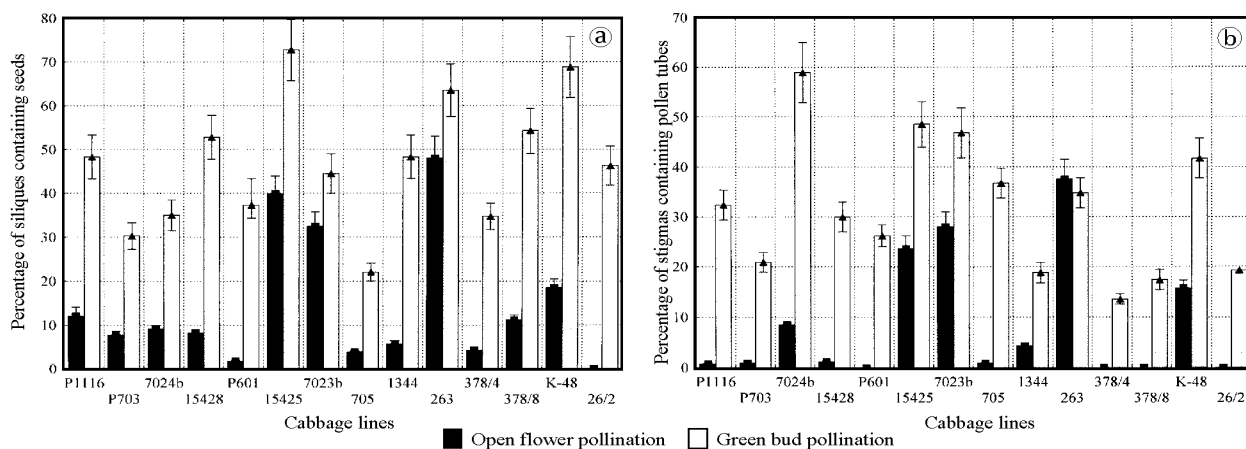 ⓐ
Percentage of siliques containing seeds
80
70
60
50
40
30
20
10
0
P1116 7024b P601 7023b 1344 378/4 K-48
P703 15428 15425 705 263 378/8 26/2
Cabbage lines
ⓑ
Percentage of stigmas containing pollen tubes
70
60
50
40
30
20
10
0
P1116 7024b P601 7023b 1344 378/4 K-48
P703 15428 15425 705 263 378/8 26/2
Cabbage lines
Open flower pollination Green bud pollination